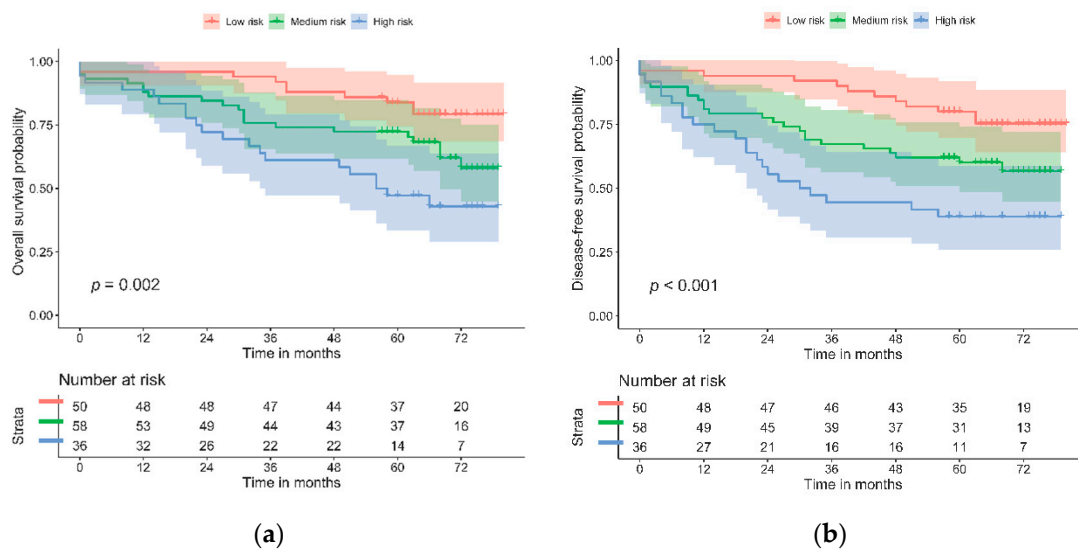 Low risk Medium risk High risk
Overall survival probability
1.00
0.75
0.50
0.25
0.00
p = 0.002
0 12 24 36 48 60 72
Time in months
Number at risk
Strata
50 48 48 47 44 37 20
58 53 49 44 43 37 16
36 32 26 22 22 14 7
0 12 24 36 48 60 72
Time in months
(a)
Low risk Medium risk High risk
Disease-free survival probability
1.00
0.75
0.50
0.25
0.00
p < 0.001
0 12 24 36 48 60 72
Time in months
Number at risk
Strata
50 48 47 46 43 35 19
58 49 45 39 37 31 13
36 27 21 16 16 11 7
0 12 24 36 48 60 72
Time in months
(b)